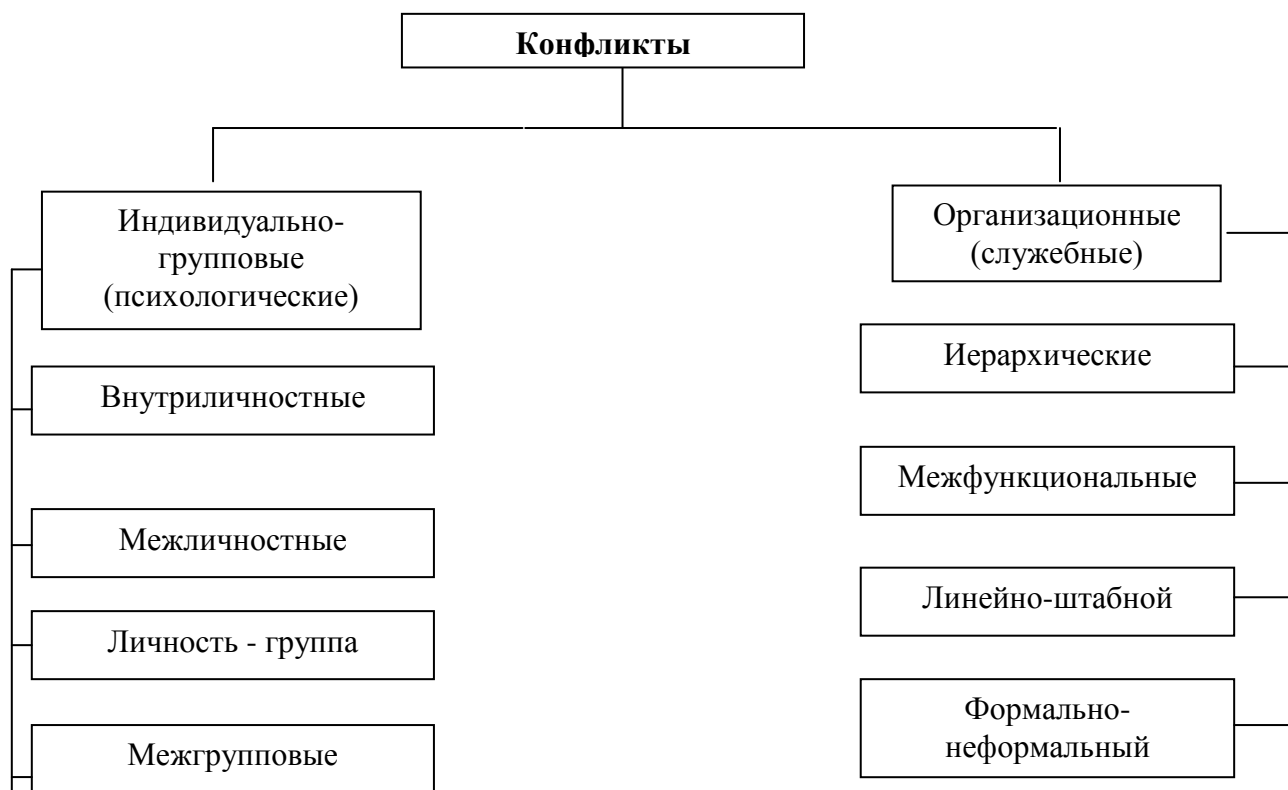 Конфликты
Индивидуально-
групповые
(психологические)
Внутриличностные
Межличностные
Личность - группа
Межгрупповые
Организационные
(служебные)
Иерархические
Межфункциональные
Линейно-штабной
Формально-
неформальный